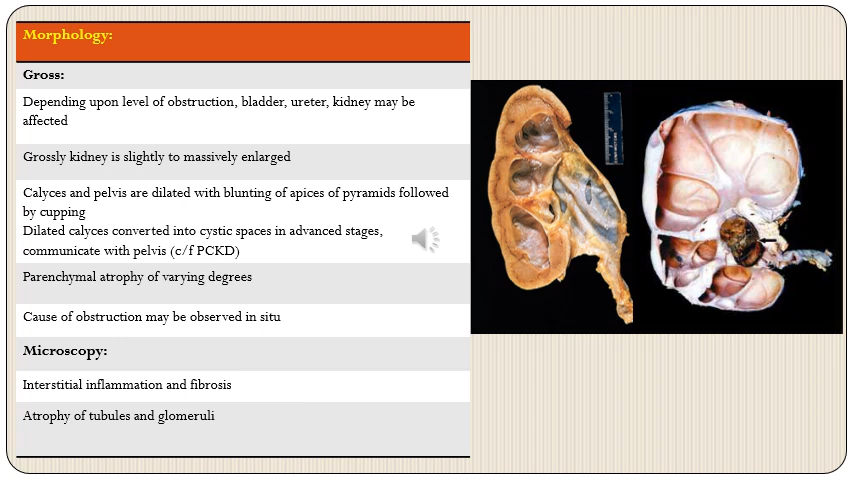 Morphology:
Gross:
Depending upon level of obstruction, bladder, ureter, kidney may be
affected
Grossly kidney is slightly to massively enlarged
Calyces and pelvis are dilated with blunting of apices of pyramids followed
by cupping
Dilated calyces converted into cystic spaces in advanced stages,
communicate with pelvis (c/f PCKD)
Parenchymal atrophy of varying degrees
Cause of obstruction may be observed in situ
Microscopy:
Interstitial inflammation and fibrosis
Atrophy of tubules and glomeruli